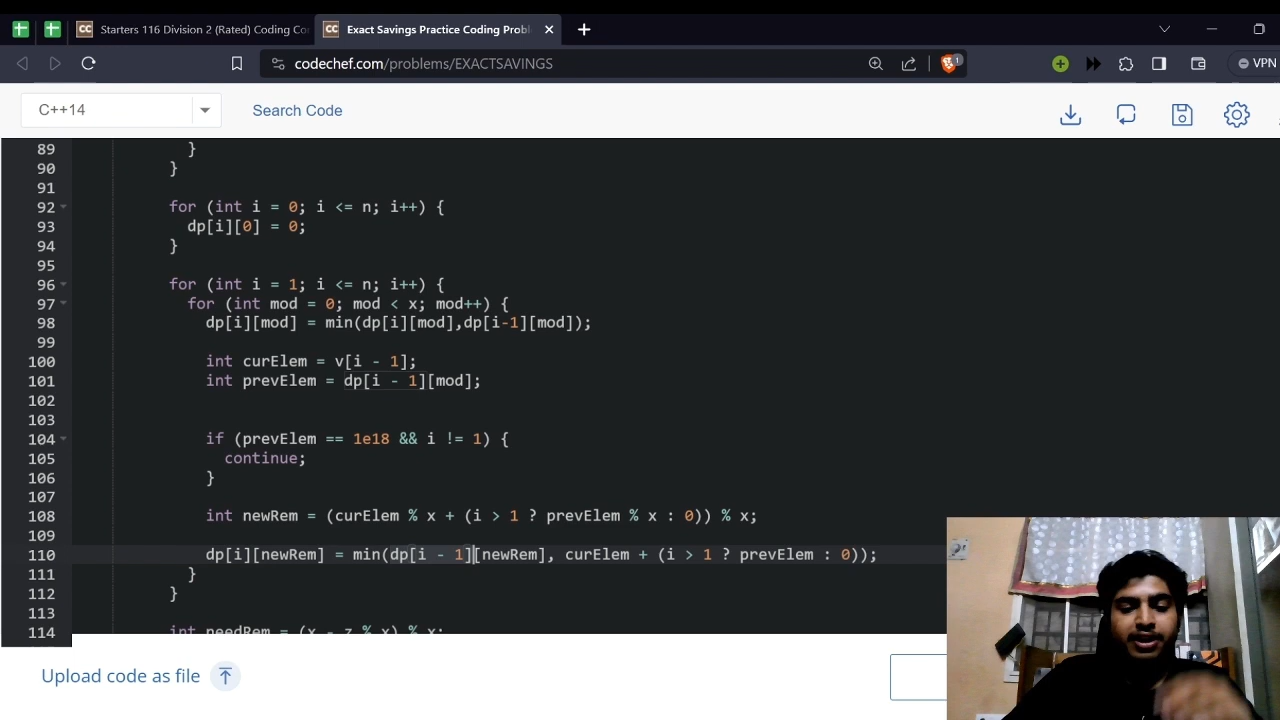 Starters 116 Division 2 (Rated) Coding Co
Exact Savings Practice Coding Prob
codechef.com/problems/EXACTSAVINGS
1
VPN
C++14
Search Code
89 }
90 }
91
92 for (int i = 0; i <= n; i++) {
93 dp[i][0] = 0;
94 }
95
96 for (int i = 1; i <= n; i++) {
97 for (int mod = 0; mod < x; mod++) {
98 dp[i][mod] = min(dp[i][mod],dp[i-1][mod]);
99
100 int curElem = v[i - 1];
101 int prevElem = dp[i - 1][mod];
102
103
104 if (prevElem == 1e18 && i != 1) {
105 continue;
106 }
107
108 int newRem = (curElem % x + (i > 1 ? prevElem % x : 0)) % x;
109
110 dp[i][newRem] = min(dp[i - 1][newRem], curElem + (i > 1 ? prevElem : 0));
111 }
112 }
113
114 int needRem = (x - z % x) % x;
Upload code as file